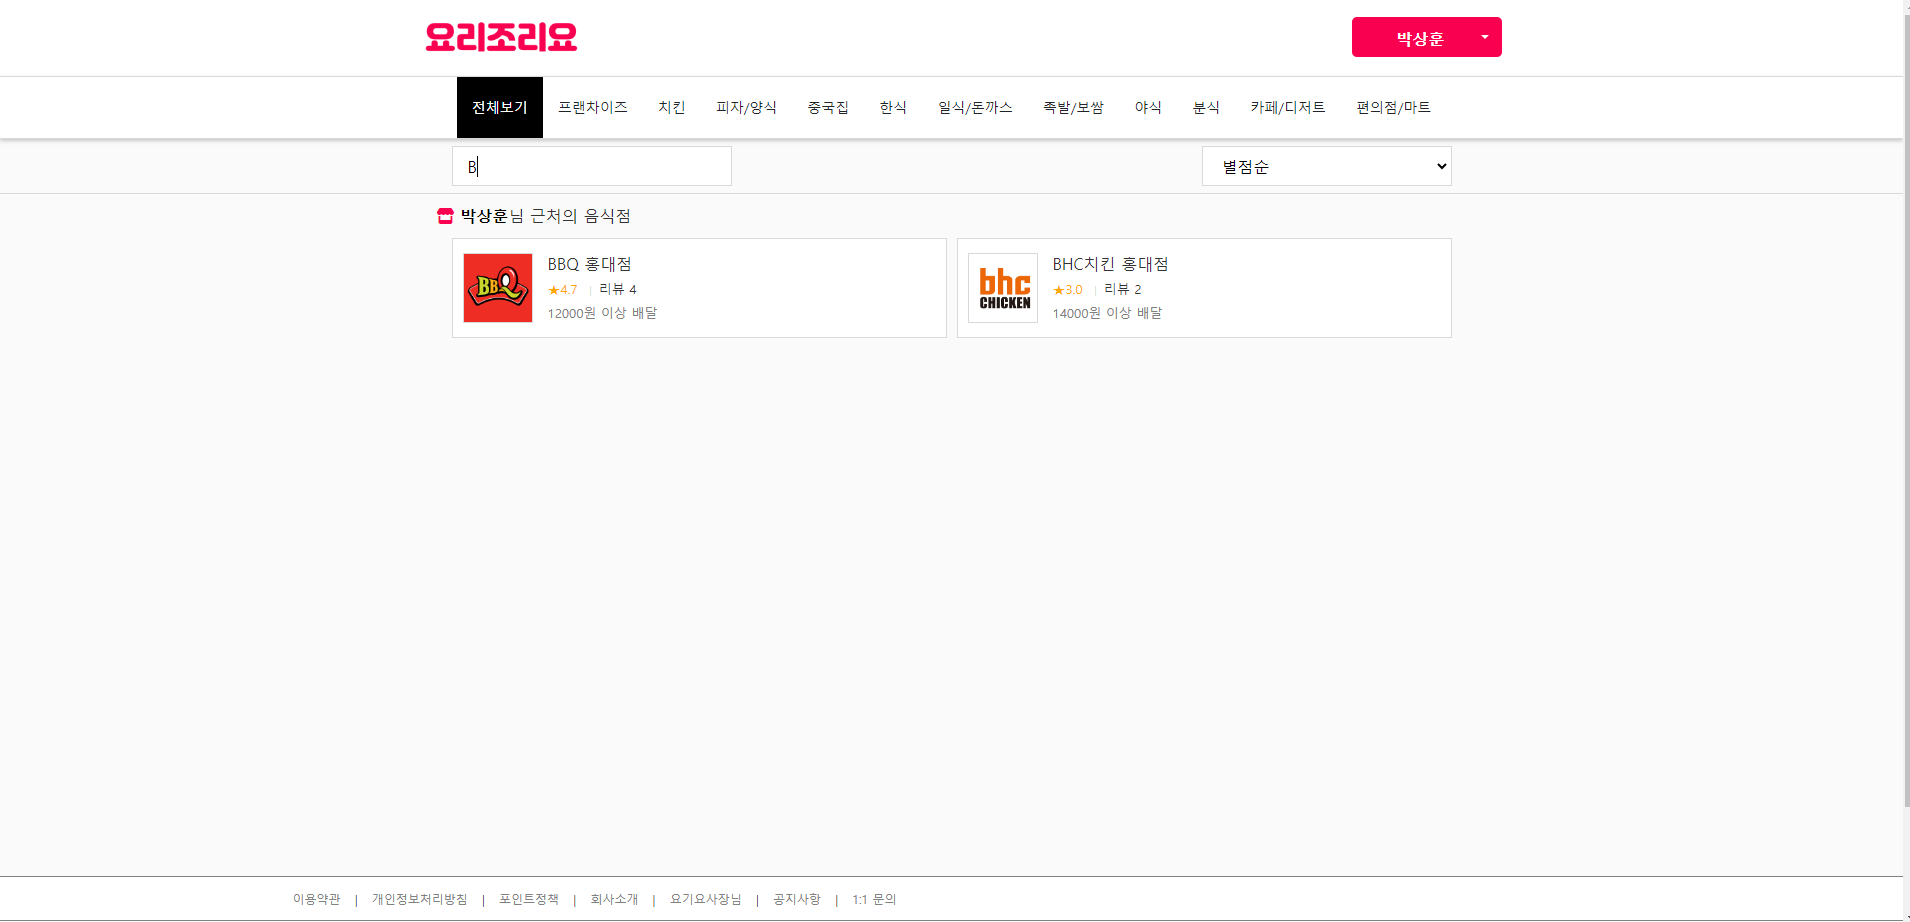 요리조리요
박상훈
전체보기 프랜차이즈 치킨 피자/양식 중국집 한식 일식/돈까스 족발/보쌈 야식 분식 카페/디저트 편의점/마트
B 별점순
박상훈님 근처의 음식점
BBQ
BBQ 홍대점
★4.7 | 리뷰 4
12000원 이상 배달
bhc
CHICKEN
BHC치킨 홍대점
★3.0 | 리뷰 2
14000원 이상 배달
이용약관 | 개인정보처리방침 | 포인트정책 | 회사소개 | 요기요사장님 | 공지사항 | 1:1 문의